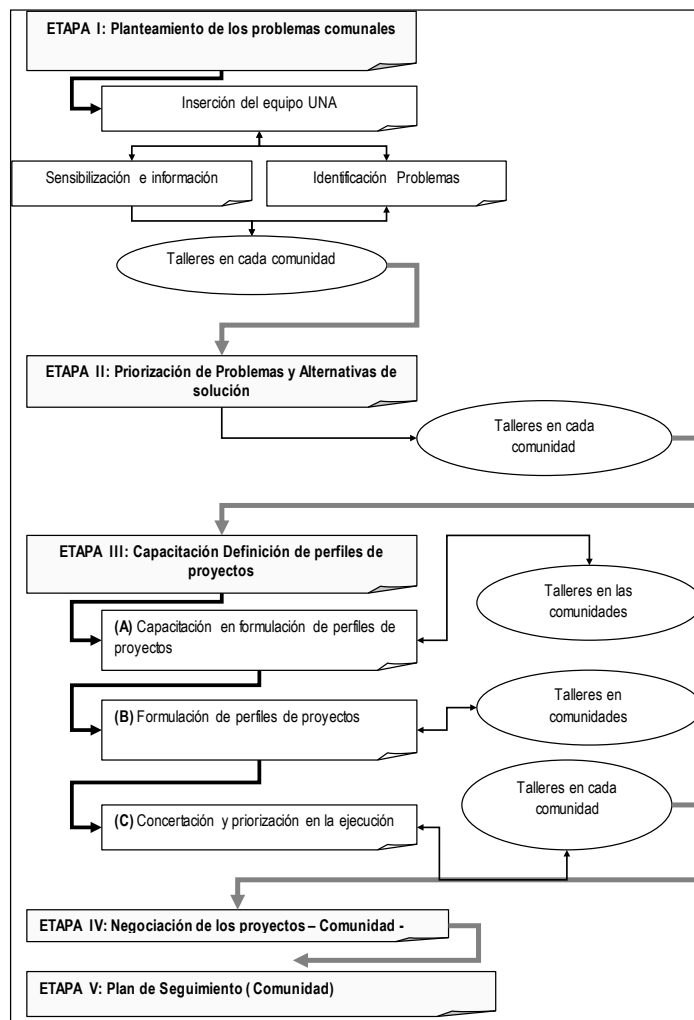 ETAPA I: Planteamiento de los problemas comunales
Inserción del equipo UNA
Sensibilización e información
Identificación Problemas
Talleres en cada comunidad
ETAPA II: Priorización de Problemas y Alternativas de
solución
Talleres en cada
comunidad
ETAPA III: Capacitación Definición de perfiles de
proyectos
Talleres en las
comunidades
(A) Capacitación en formulación de perfiles de
proyectos
(B) Formulación de perfiles de proyectos
Talleres en
comunidades
Talleres en cada
comunidad
(C) Concertación y priorización en la ejecución
ETAPA IV: Negociación de los proyectos – Comunidad -
ETAPA V: Plan de Seguimiento ( Comunidad)